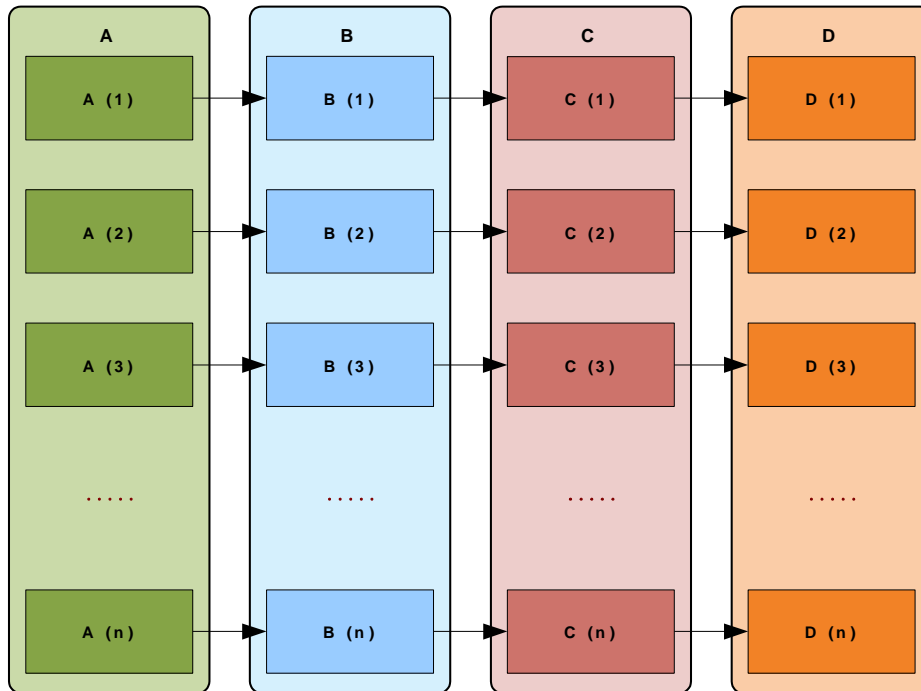 A B C D
A (1) B (1) C (1) D (1)
A (2) B (2) C (2) D (2)
A (3) B (3) C (3) D (3)
..... ..... ..... .....
A (n) B (n) C (n) D (n)